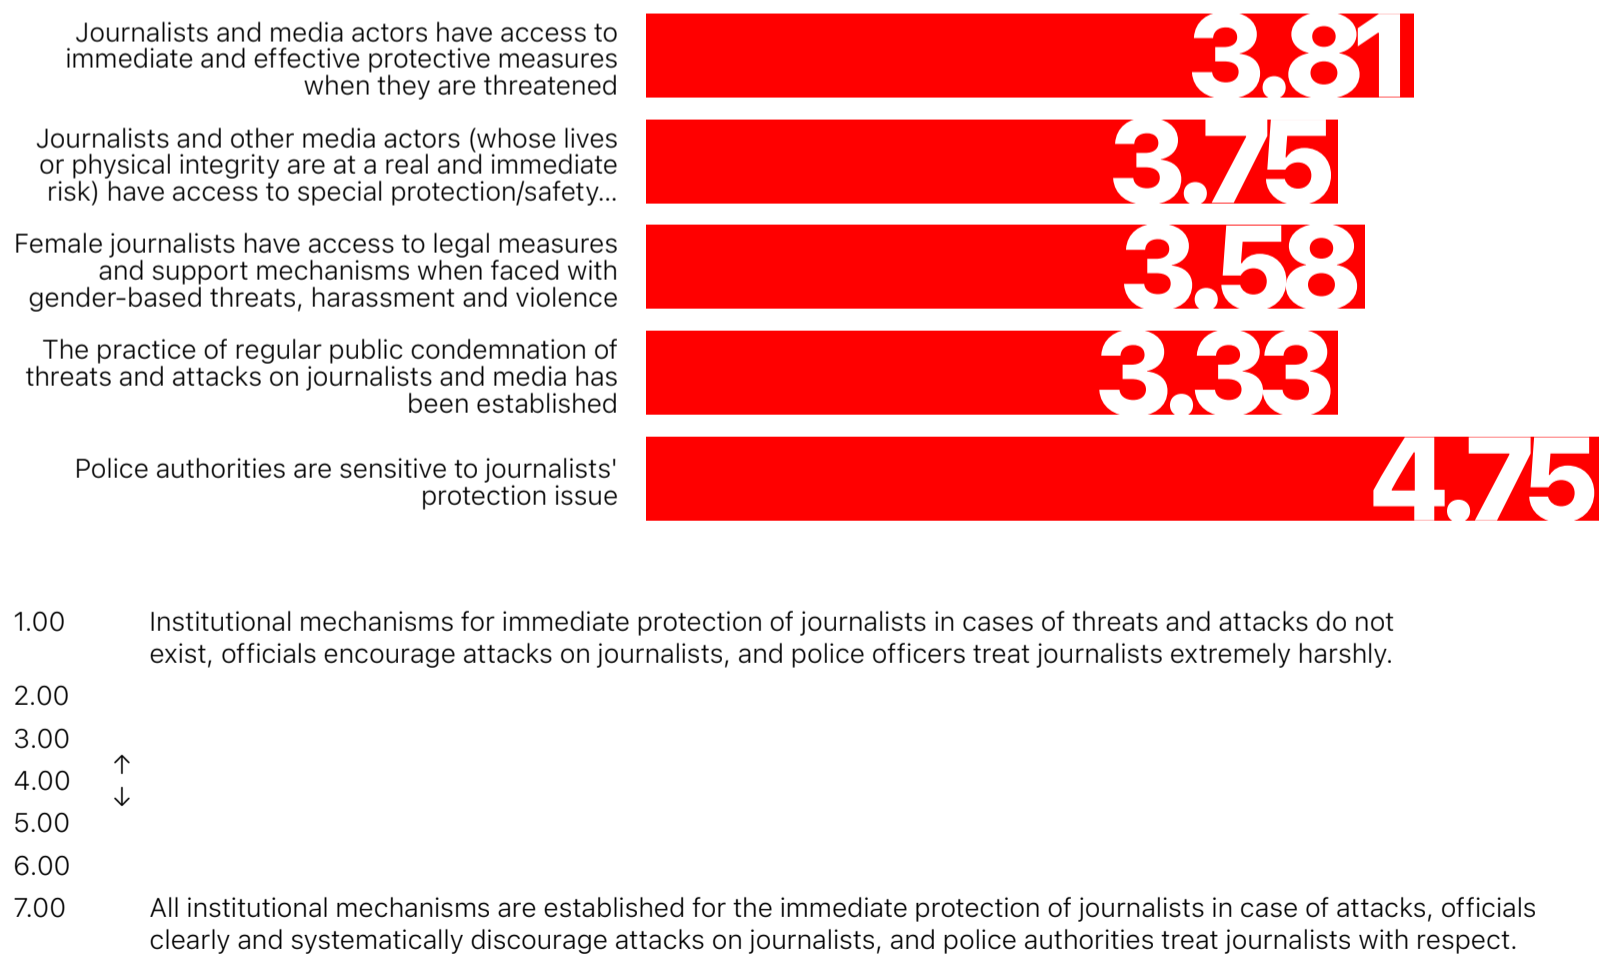 Journalists and media actors have access to
immediate and effective protective measures
when they are threatened
3.81
Journalists and other media actors (whose lives
or physical integrity are at a real and immediate
risk) have access to special protection/safety...
3.75
Female journalists have access to legal measures
and support mechanisms when faced with
gender-based threats, harassment and violence
3.58
The practice of regular public condemnation of
threats and attacks on journalists and media has
been established
3.33
Police authorities are sensitive to journalists'
protection issue
4.75
1.00 Institutional mechanisms for immediate protection of journalists in cases of threats and attacks do not
exist, officials encourage attacks on journalists, and police officers treat journalists extremely harshly.
2.00
3.00
↑
4.00
↓
5.00
6.00
7.00 All institutional mechanisms are established for the immediate protection of journalists in case of attacks, officials
clearly and systematically discourage attacks on journalists, and police authorities treat journalists with respect.